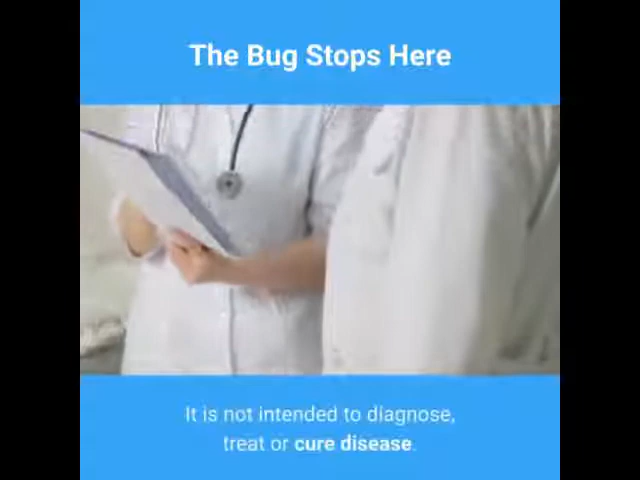 The Bug Stops Here
It is not intended to diagnose,
treat or cure disease.